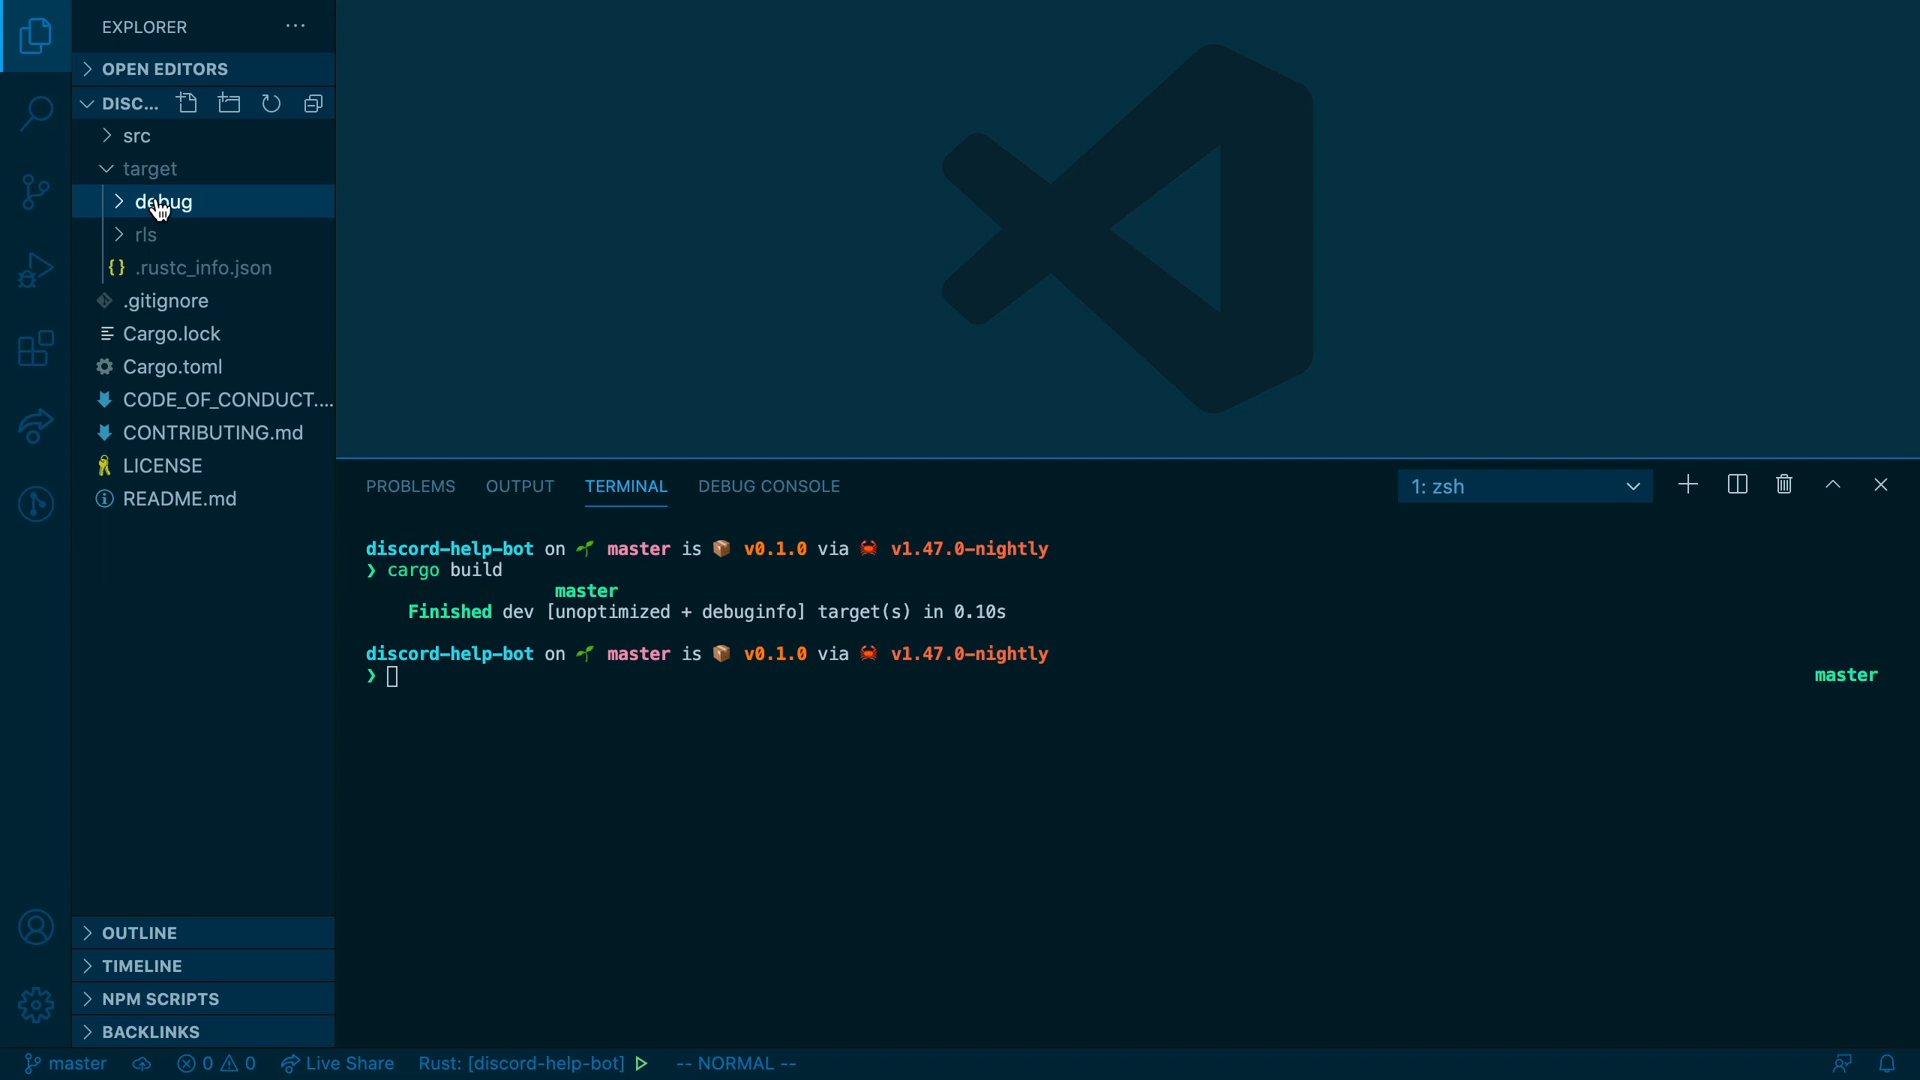 EXPLORER
OPEN EDITORS
DISC...
src
target
debug
rls
{} .rustc_info.json
.gitignore
Cargo.lock
Cargo.toml
CODE_OF_CONDUCT....
CONTRIBUTING.md
LICENSE
README.md
OUTLINE
TIMELINE
NPM SCRIPTS
BACKLINKS
PROBLEMS OUTPUT TERMINAL DEBUG CONSOLE 1: zsh
discord-help-bot on master is 📦 v0.1.0 via 🦀 v1.47.0-nightly
❯ cargo build
master
Finished dev [unoptimized + debuginfo] target(s) in 0.10s
discord-help-bot on master is 📦 v0.1.0 via 🦀 v1.47.0-nightly
❯ master
master 0 0 Live Share Rust: [discord-help-bot] -- NORMAL --